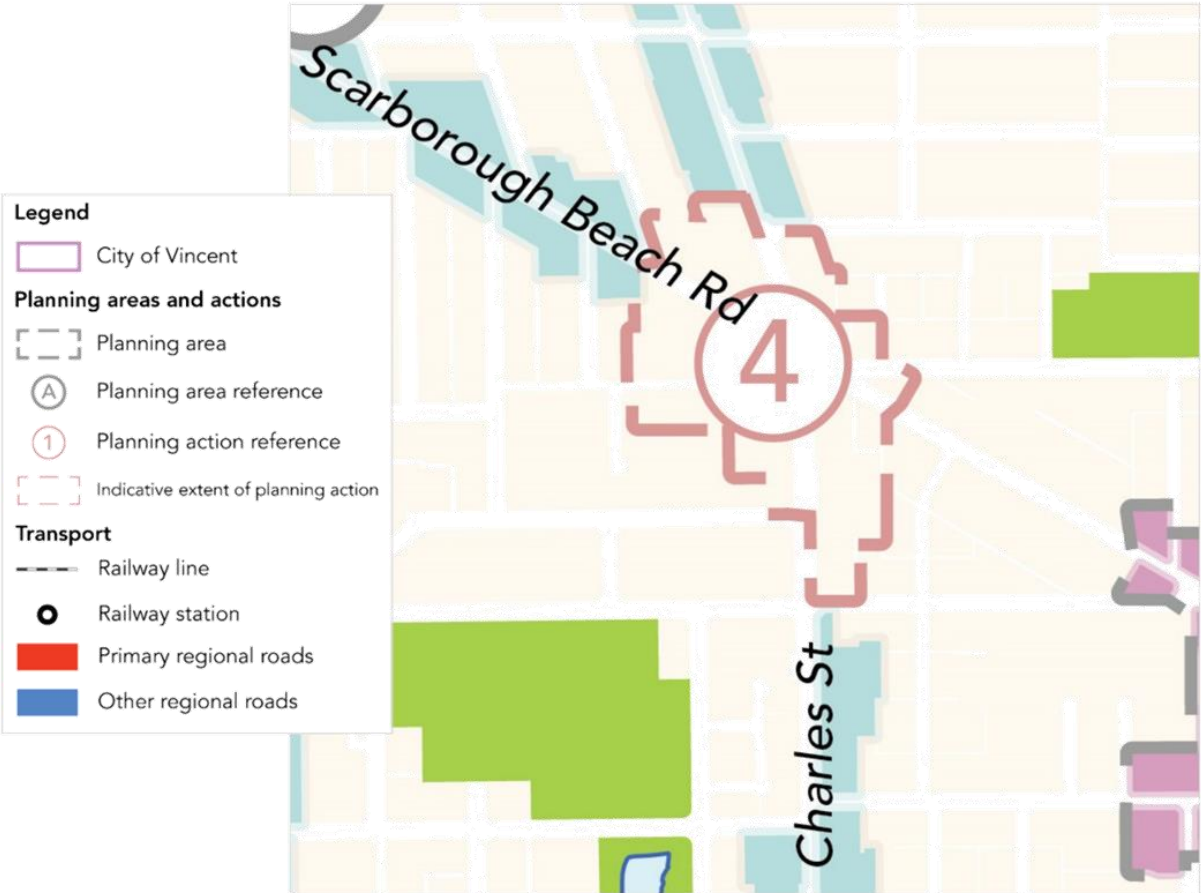 Scarborough Beach Rd
4
Charles St
Legend
City of Vincent
Planning areas and actions
Planning area
A
Planning area reference
1
Planning action reference
Indicative extent of planning action
Transport
Railway line
Railway station
Primary regional roads
Other regional roads